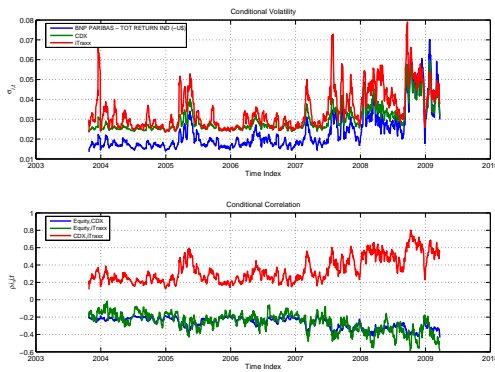 Conditional Volatility
0.08
0.07
0.06
0.05
0.04
0.03
0.02
0.01
σi,t
BNP PARIBAS − TOT RETURN IND (~U$)
CDX
iTraxx
2003 2004 2005 2006 2007 2008 2009 2010
Time Index
Conditional Correlation
1
0.8
0.6
0.4
0.2
0
−0.2
−0.4
−0.6
ρi,j,t
Equity,CDX
Equity,iTraxx
CDX,iTraxx
2003 2004 2005 2006 2007 2008 2009 2010
Time Index